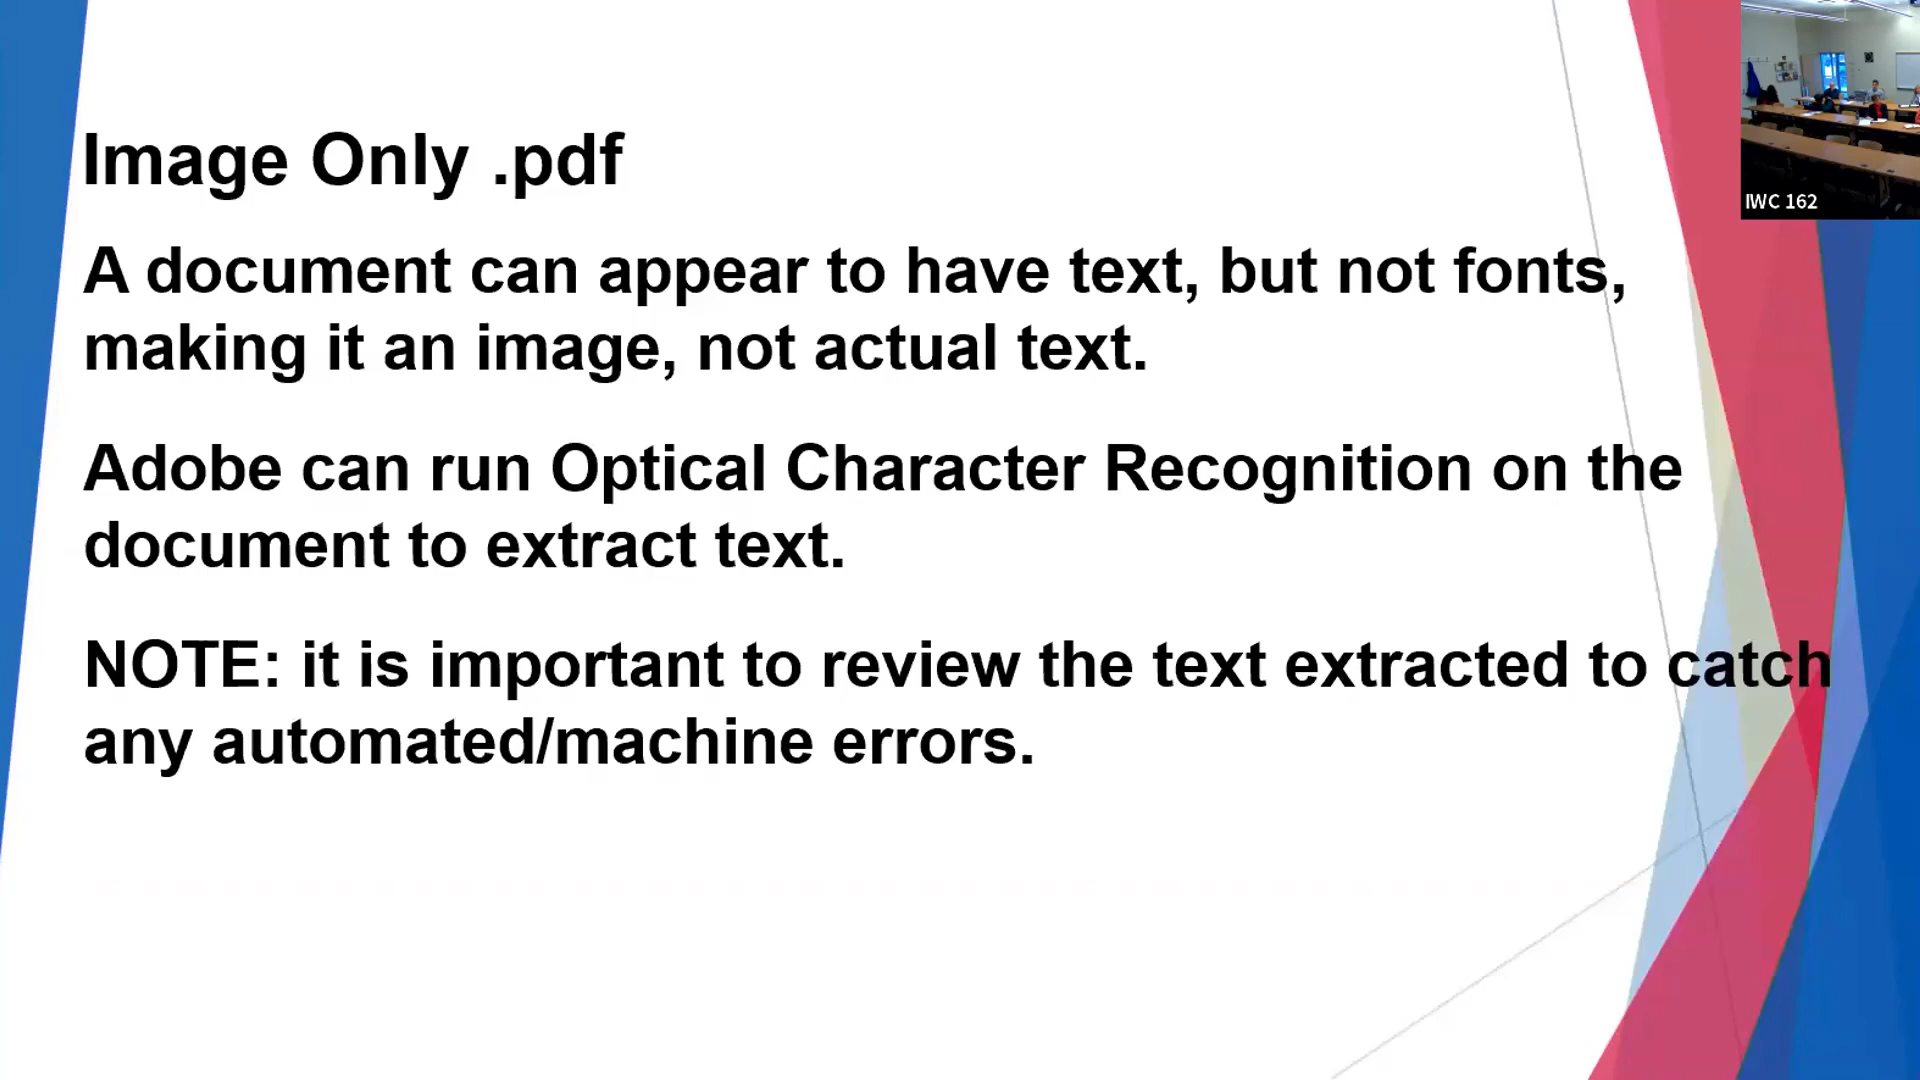 Image Only .pdf
A document can appear to have text, but not fonts,
making it an image, not actual text.
Adobe can run Optical Character Recognition on the
document to extract text.
NOTE: it is important to review the text extracted to catch
any automated/machine errors.
IWC 162